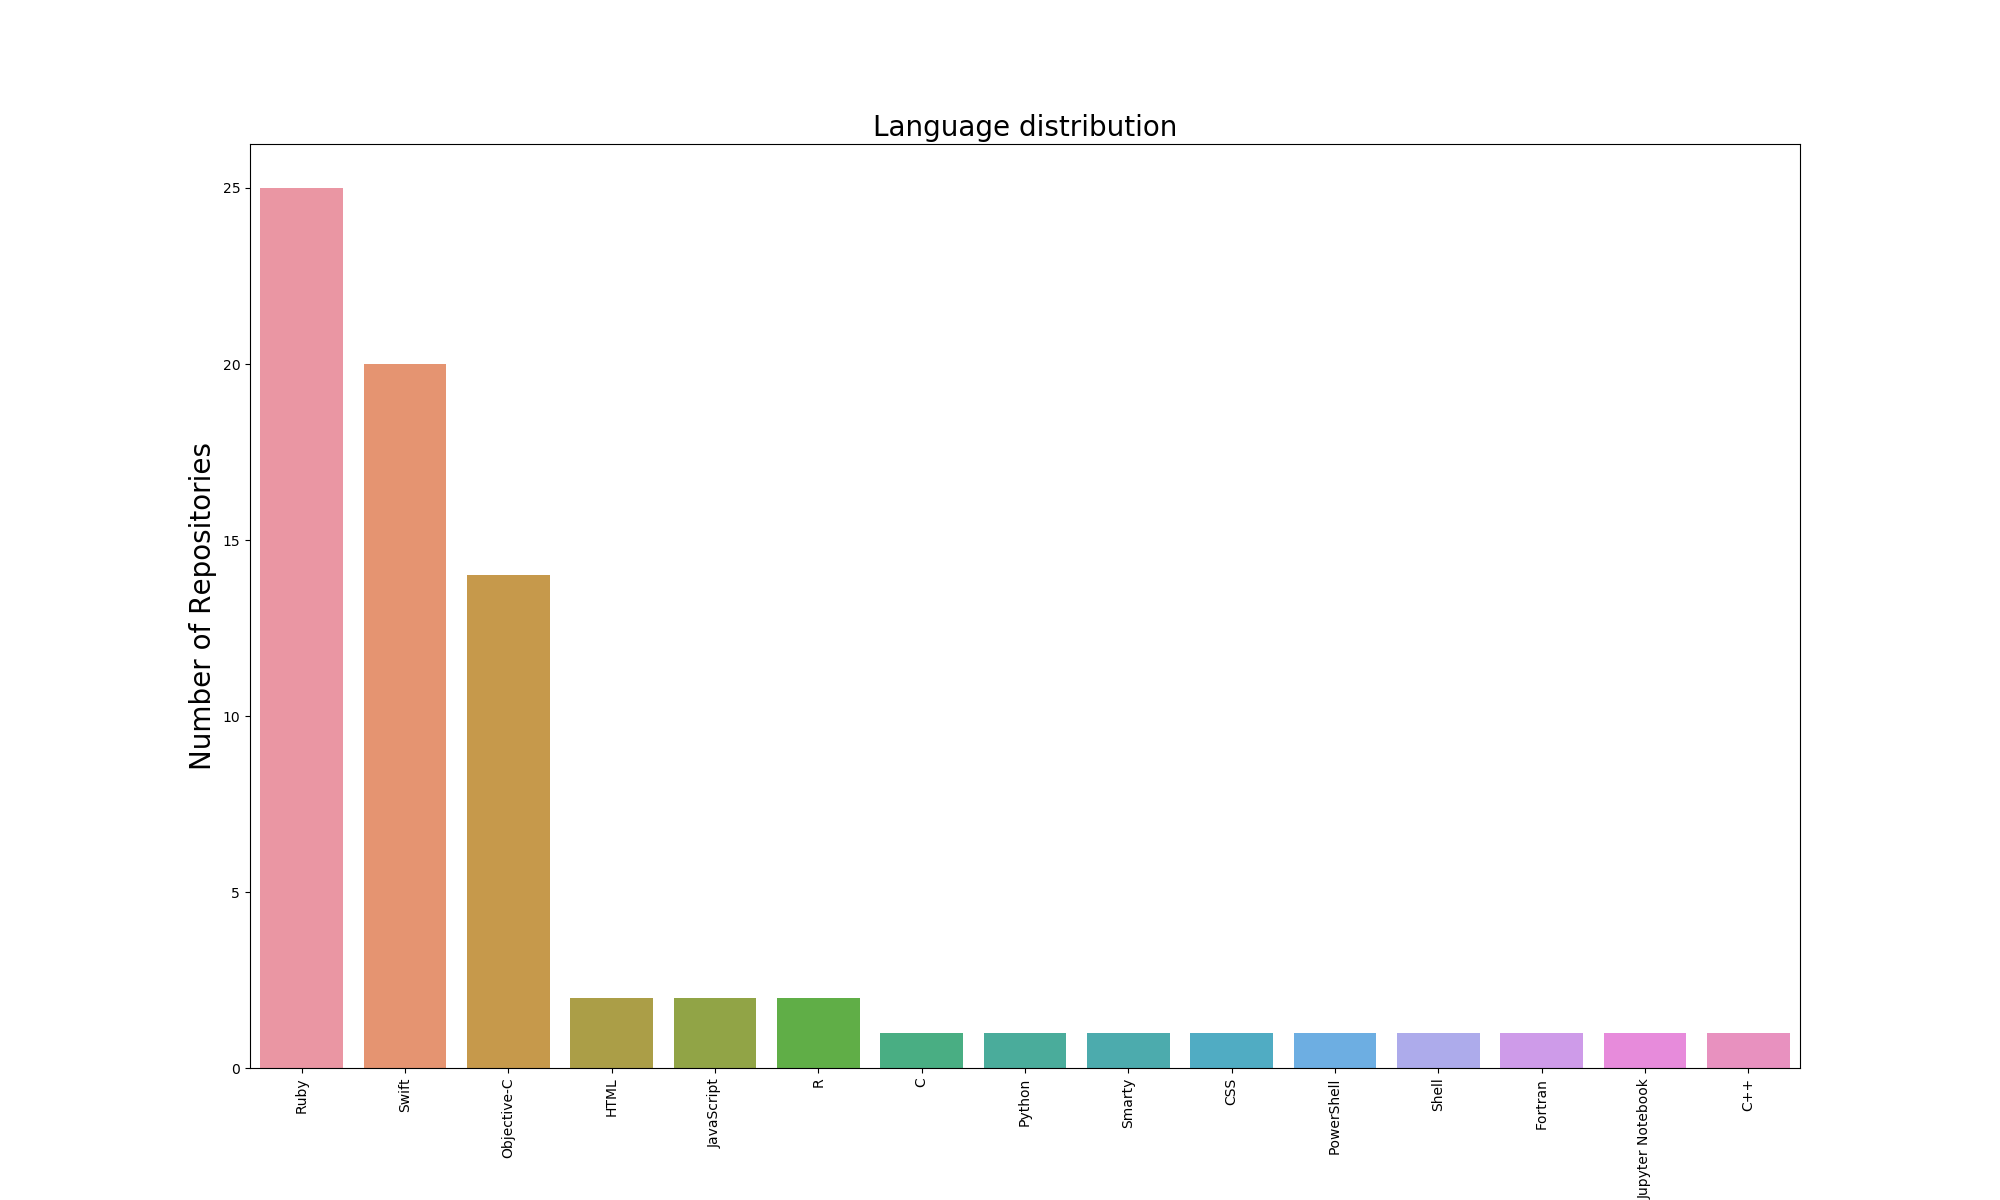 Language distribution
Number of Repositories
25
20
15
10
5
0
Ruby
Swift
Objective-C
HTML
JavaScript
R
C
Python
Smarty
CSS
PowerShell
Shell
Fortran
Jupyter Notebook
C++